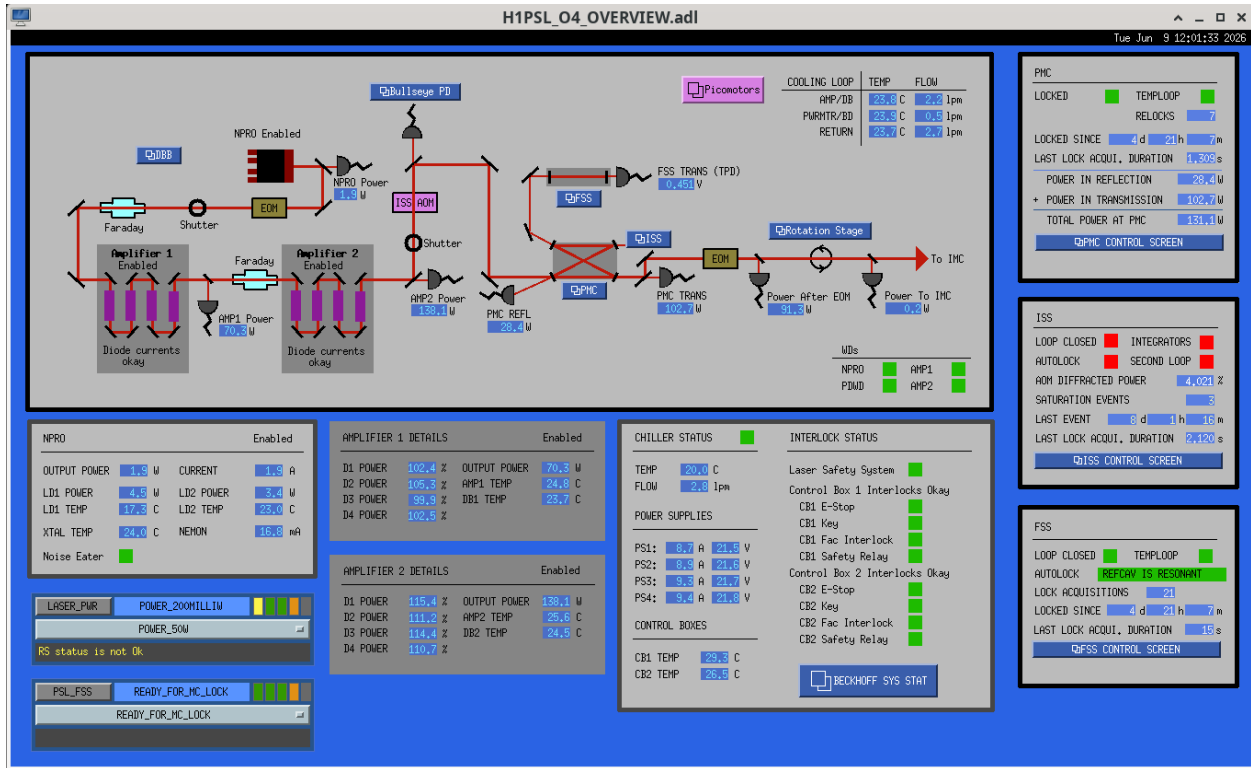 H1PSL_O4_OVERVIEW.adl
Tue Jun 9 12:01:33 2026
Bullseye PD
Picomotors
COOLING LOOP TEMP FLOW
AMP/DB 23.8 C 2.2 lpm
PWRMTR/BD 23.9 C 0.5 lpm
RETURN 23.7 C 2.7 lpm
NPRO Enabled
DBB
NPRO Power
1.9 W
ISS AOM
FSS TRANS (TPD)
0.451 V
FSS
EOM
Faraday
Shutter
Shutter
ISS
Rotation Stage
Amplifier 1
Enabled
Faraday
Amplifier 2
Enabled
EOM
To IMC
PMC
AMP2 Power
138.1 W
PMC REFL
28.4 W
PMC TRANS
102.7 W
Power After EOM
91.3 W
Power To IMC
0.2 W
AMP1 Power
70.3 W
Diode currents
okay
Diode currents
okay
WDs
NPRO AMP1
PDWD AMP2
PMC
LOCKED TEMPLOOP
RELOCKS 7
LOCKED SINCE 4 d 21 h 7 m
LAST LOCK ACQUI. DURATION 1.309 s
POWER IN REFLECTION 28.4 W
+ POWER IN TRANSMISSION 102.7 W
TOTAL POWER AT PMC 131.1 W
PMC CONTROL SCREEN
ISS
LOOP CLOSED INTEGRATORS
AUTOLOCK SECOND LOOP
AOM DIFFRACTED POWER 4.021 %
SATURATION EVENTS 3
LAST EVENT 8 d 1 h 16 m
LAST LOCK ACQUI. DURATION 2.120 s
ISS CONTROL SCREEN
FSS
LOOP CLOSED TEMPLOOP
AUTOLOCK REFCAV IS RESONANT
LOCK ACQUISITIONS 21
LOCKED SINCE 4 d 21 h 7 m
LAST LOCK ACQUI. DURATION 15 s
FSS CONTROL SCREEN
NPRO Enabled
OUTPUT POWER 1.9 W CURRENT 1.9 A
LD1 POWER 4.5 W LD2 POWER 3.4 W
LD1 TEMP 17.3 C LD2 TEMP 23.0 C
XTAL TEMP 24.0 C NEMON 16.8 mA
Noise Eater
LASER_PWR POWER_200MILLIW
POWER_50W
RS status is not Ok
PSL_FSS READY_FOR_MC_LOCK
READY_FOR_MC_LOCK
AMPLIFIER 1 DETAILS Enabled
D1 POWER 102.4 % OUTPUT POWER 70.3 W
D2 POWER 105.3 % AMP1 TEMP 24.8 C
D3 POWER 99.9 % DB1 TEMP 23.7 C
D4 POWER 102.5 %
AMPLIFIER 2 DETAILS Enabled
D1 POWER 115.4 % OUTPUT POWER 138.1 W
D2 POWER 111.2 % AMP2 TEMP 25.6 C
D3 POWER 114.4 % DB2 TEMP 24.5 C
D4 POWER 110.7 %
CHILLER STATUS
TEMP 20.0 C
FLOW 2.8 lpm
POWER SUPPLIES
PS1: 8.7 A 21.5 V
PS2: 8.9 A 21.6 V
PS3: 9.3 A 21.7 V
PS4: 9.4 A 21.8 V
CONTROL BOXES
CB1 TEMP 29.3 C
CB2 TEMP 26.5 C
INTERLOCK STATUS
Laser Safety System
Control Box 1 Interlocks Okay
CB1 E-Stop
CB1 Key
CB1 Fac Interlock
CB1 Safety Relay
Control Box 2 Interlocks Okay
CB2 E-Stop
CB2 Key
CB2 Fac Interlock
CB2 Safety Relay
BECKHOFF SYS STAT